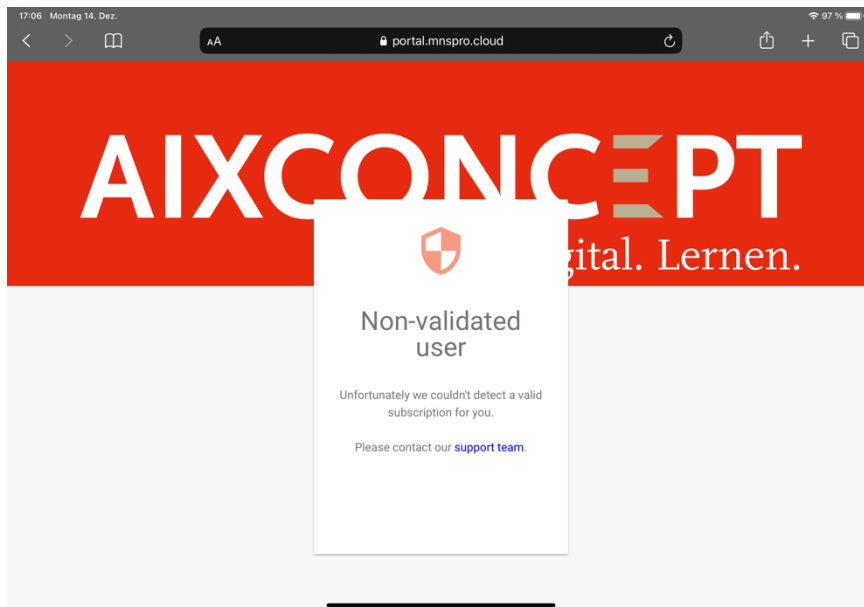 17:06 Montag 14. Dez.
97 %
AA
portal.mnspro.cloud
AIXCONCEPT
gital. Lernen.
Non-validated
user
Unfortunately we couldn't detect a valid
subscription for you.
Please contact our support team.